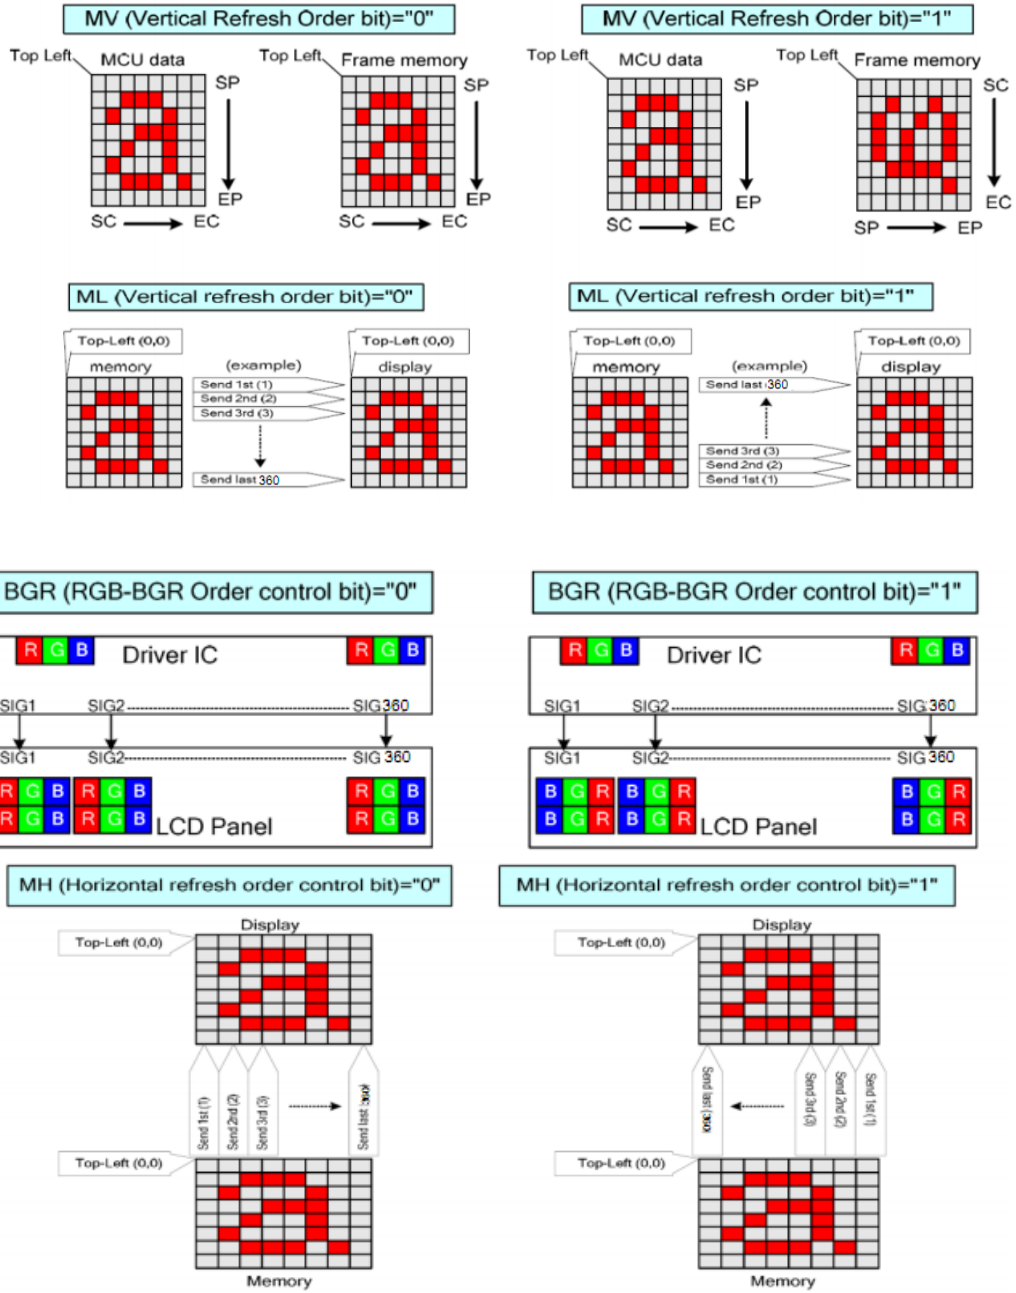 MV (Vertical Refresh Order bit)="0"
MV (Vertical Refresh Order bit)="1"
Top Left
MCU data
Top Left
Frame memory
Top Left
MCU data
Top Left
Frame memory
SP
SP
SP
SC
EP
EP
EP
EC
SC
EC
SC
EC
SC
EC
SP
EP
ML (Vertical refresh order bit)="0"
ML (Vertical refresh order bit)="1"
Top-Left (0,0)
Top-Left (0,0)
Top-Left (0,0)
Top-Left (0,0)
memory
(example)
display
memory
(example)
display
Send 1st (1)
Send 2nd (2)
Send 3rd (3)
Send last 360
Send last 360
Send 3rd (3)
Send 2nd (2)
Send 1st (1)
BGR (RGB-BGR Order control bit)="0"
BGR (RGB-BGR Order control bit)="1"
R G B
Driver IC
R G B
R G B
Driver IC
R G B
SIG1
SIG2
SIG 360
SIG1
SIG2
SIG 360
SIG1
SIG2
SIG 360
SIG1
SIG2
SIG 360
R G B R G B
R G B
B G R B G R
B G R
R G B R G B
LCD Panel
R G B
B G R B G R
LCD Panel
B G R
MH (Horizontal refresh order control bit)="0"
MH (Horizontal refresh order control bit)="1"
Display
Display
Top-Left (0,0)
Top-Left (0,0)
Send 1st (1)
Send 2nd (2)
Send 3rd (3)
Send last
Send last
Send 3rd (3)
Send 2nd (2)
Send 1st (1)
Top-Left (0,0)
Top-Left (0,0)
Memory
Memory